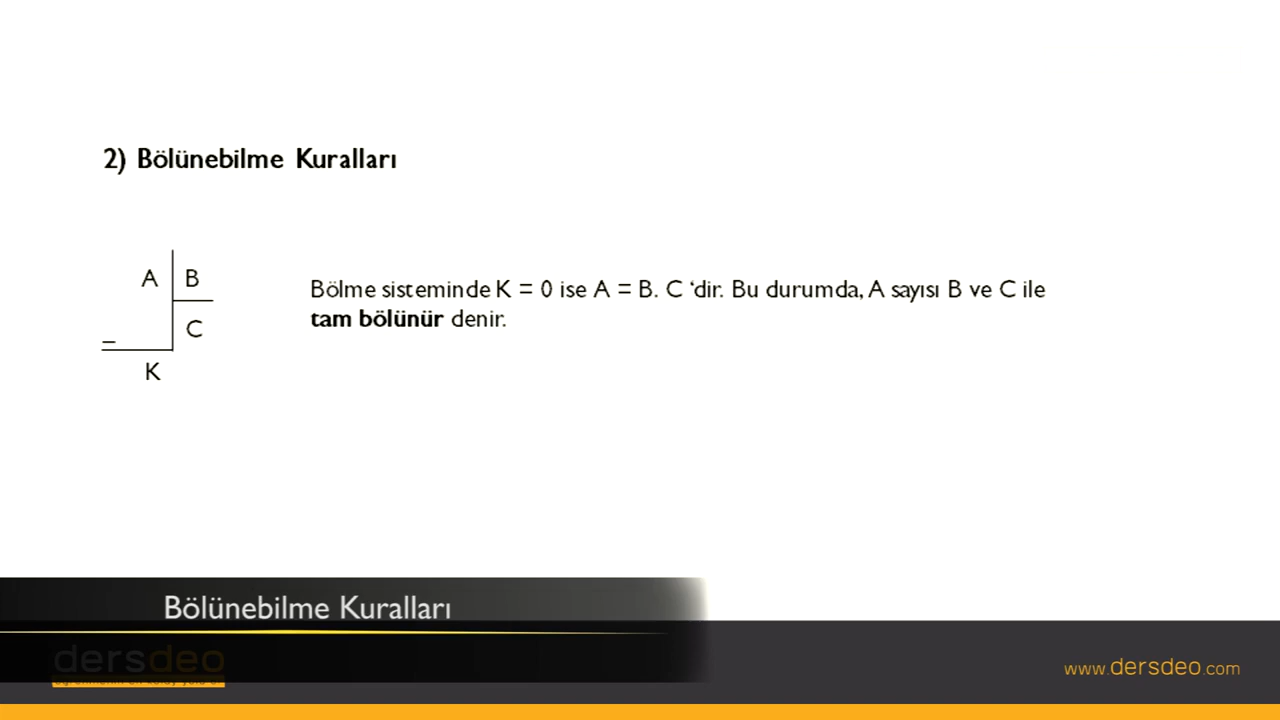 2) Bölünebilme Kuralları
A B
C
_
K
Bölme sisteminde K = 0 ise A = B. C ‘dir. Bu durumda, A sayısı B ve C ile
tam bölünür denir.
Bölünebilme Kuralları
dersdeo
www.dersdeo.com